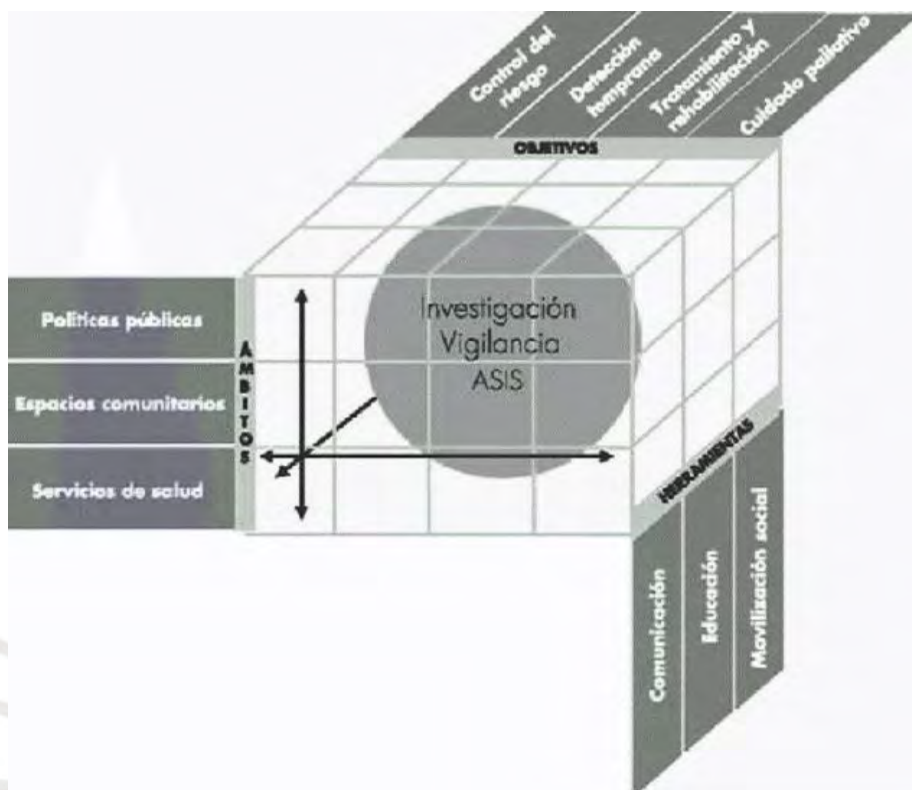 Control del
riesgo
Detección
temprana
Tratamiento y
rehabilitación
Cuidado paliativo
OBJETIVOS
Políticas públicas
Espacios comunitarios
Servicios de salud
AMBITOS
Investigación
Vigilancia
ASIS
HERRAMIENTAS
Comunicación
Educación
Movilización social